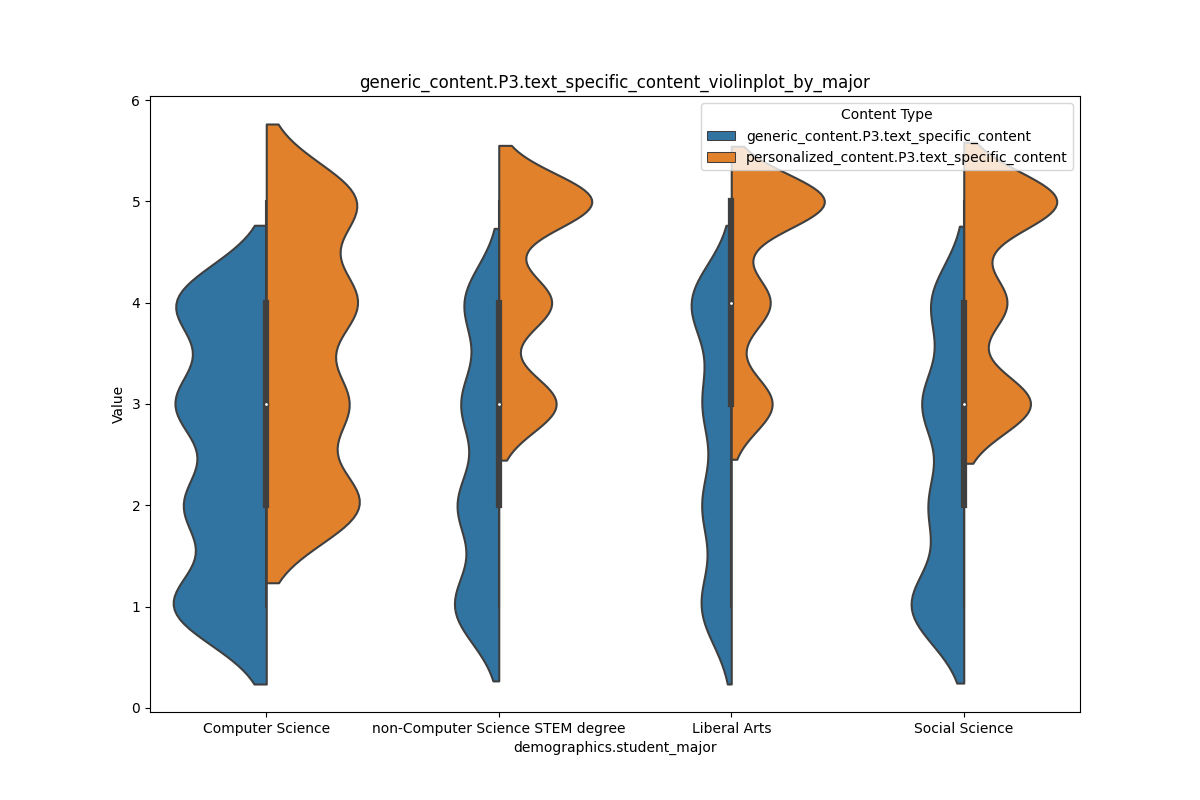 generic_content.P3.text_specific_content_violinplot_by_major
Content Type
generic_content.P3.text_specific_content
personalized_content.P3.text_specific_content
Value
6
5
4
3
2
1
0
Computer Science
non-Computer Science STEM degree
Liberal Arts
Social Science
demographics.student_major